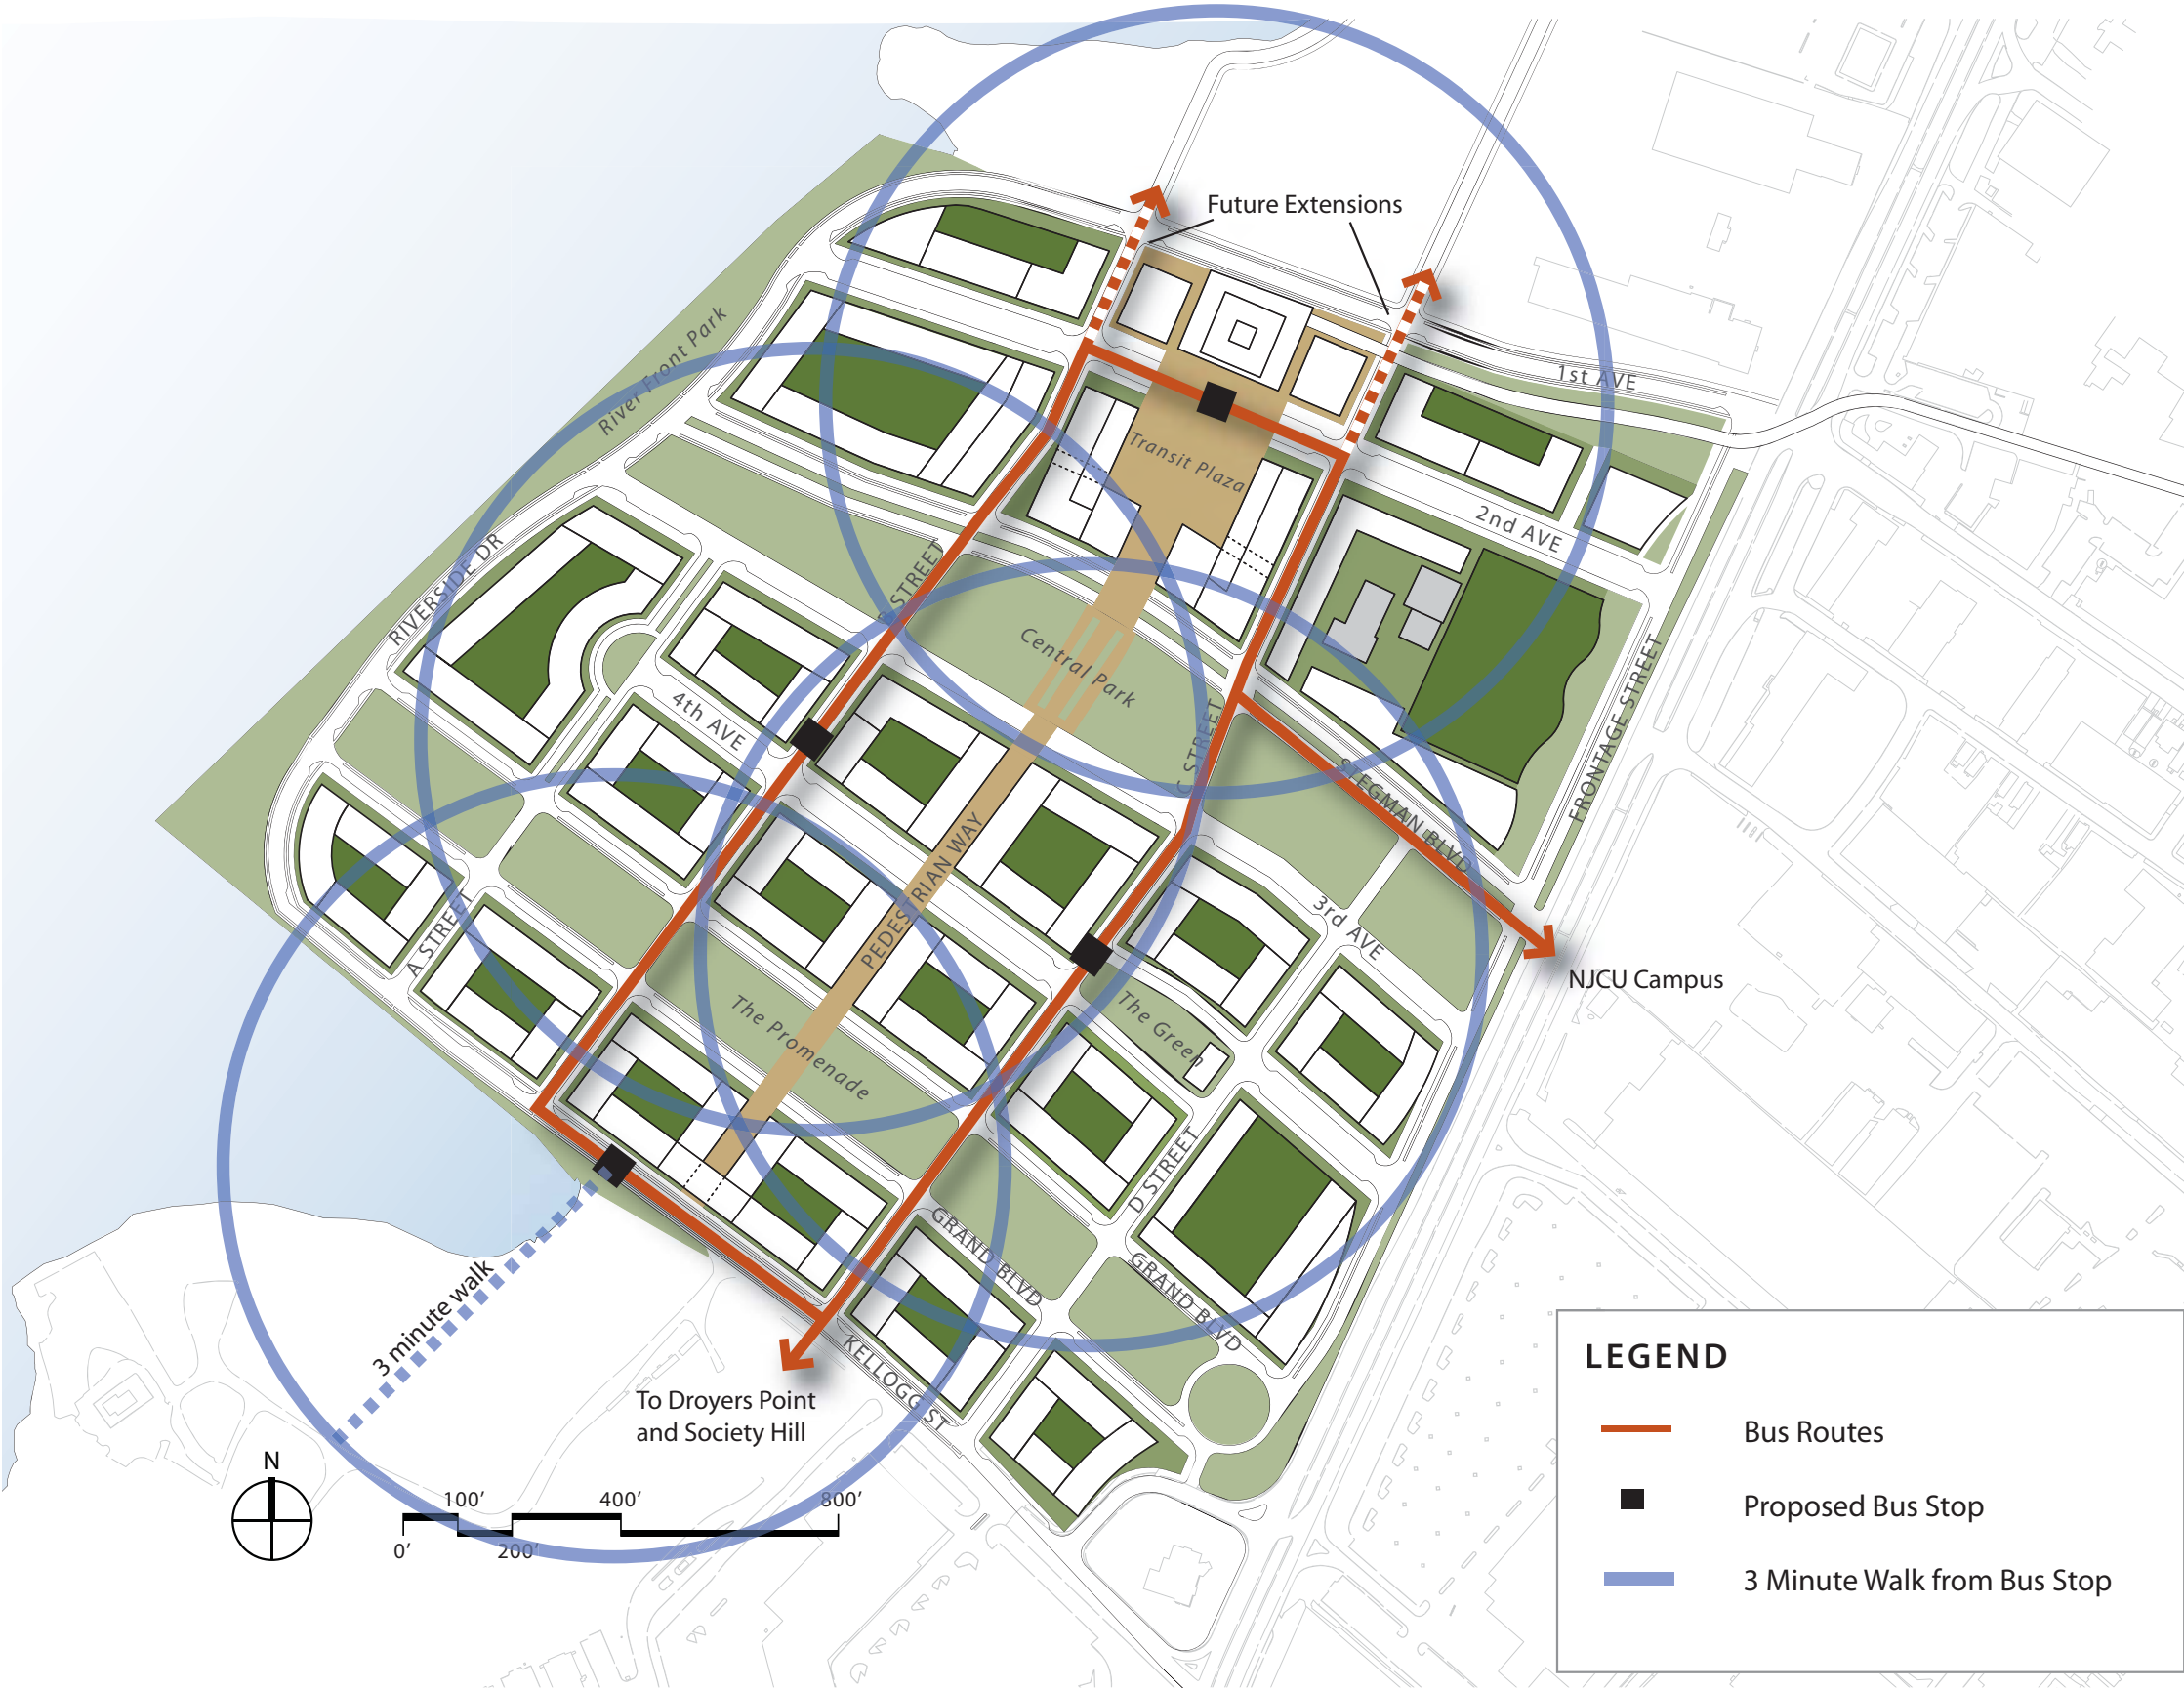 Future Extensions
River Front Park
1st AVE
Transit Plaza
2nd AVE
RIVERSIDE DR
B STREET
Central Park
4th AVE
C STREET
FRONTAGE STREET
STEGMAN BLVD
PEDESTRIAN WAY
3rd AVE
A STREET
NJCU Campus
The Promenade
The Green
D STREET
GRAND BLVD
GRAND BLVD
3 minute walk
KELLOGG ST
To Droyers Point
and Society Hill
N
100’
400’
800’
0’
200’
LEGEND
Bus Routes
Proposed Bus Stop
3 Minute Walk from Bus Stop